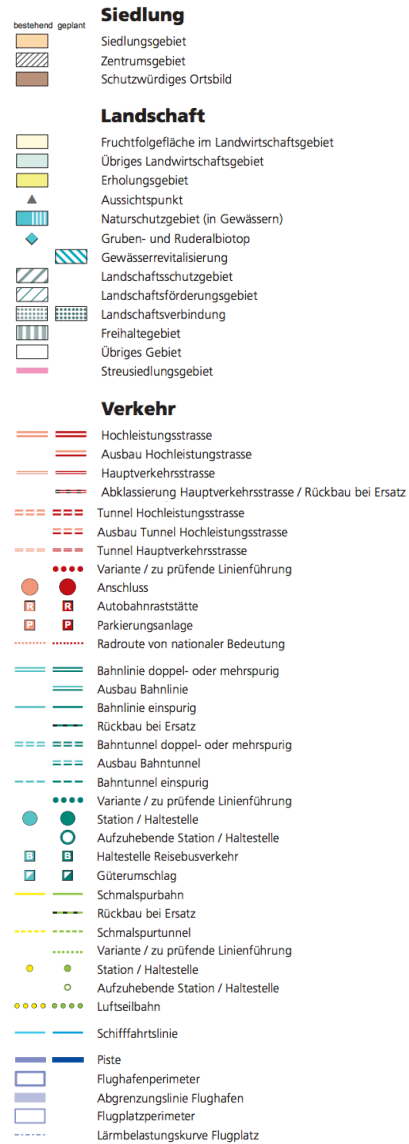 Siedlung
bestehend geplant
Siedlungsgebiet
Zentrumsgebiet
Schutzwürdiges Ortsbild
Landschaft
Fruchtfolgefläche im Landwirtschaftsgebiet
Übriges Landwirtschaftsgebiet
Erholungsgebiet
Aussichtspunkt
Naturschutzgebiet (in Gewässern)
Gruben- und Ruderalbiotop
Gewässerrevitalisierung
Landschaftsschutzgebiet
Landschaftsförderungsgebiet
Landschaftsverbindung
Freihaltegebiet
Übriges Gebiet
Streusiedlungsgebiet
Verkehr
Hochleistungsstrasse
Ausbau Hochleistungstrasse
Hauptverkehrsstrasse
Abklassierung Hauptverkehrsstrasse / Rückbau bei Ersatz
Tunnel Hochleistungsstrasse
Ausbau Tunnel Hochleistungsstrasse
Tunnel Hauptverkehrsstrasse
Variante / zu prüfende Linienführung
Anschluss
R R Autobahnraststätte
P P Parkierungsanlage
Radroute von nationaler Bedeutung
Bahnlinie doppel- oder mehrspurig
Ausbau Bahnlinie
Bahnlinie einspurig
Rückbau bei Ersatz
Bahntunnel doppel- oder mehrspurig
Ausbau Bahntunnel
Bahntunnel einspurig
Variante / zu prüfende Linienführung
Station / Haltestelle
Aufzuhebende Station / Haltestelle
B B Haltestelle Reisebusverkehr
Güterumschlag
Schmalspurbahn
Rückbau bei Ersatz
Schmalspurtunnel
Variante / zu prüfende Linienführung
Station / Haltestelle
Aufzuhebende Station / Haltestelle
Luftseilbahn
Schifffahrtslinie
Piste
Flughafenperimeter
Abgrenzungslinie Flughafen
Flugplatzperimeter
Lärmbelastungskurve Flugplatz